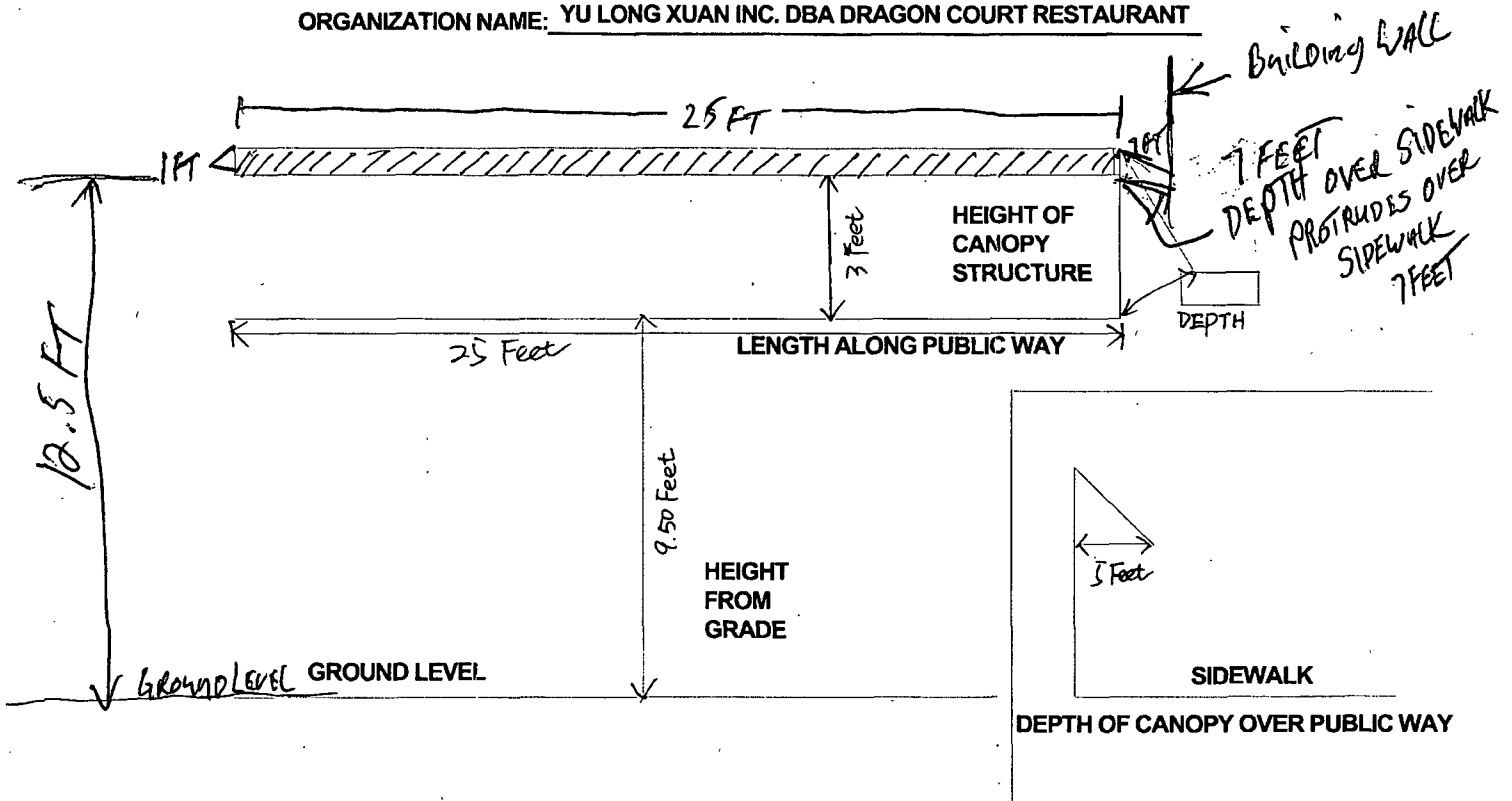 ORGANIZATION NAME: YU LONG XUAN INC. DBA DRAGON COURT RESTAURANT
Building WALL
25 FT
1FT
7 FT
7 FEET
DEPTH OVER SIDEWALK
PROTRUDES OVER
SIDEWALK
7FEET
HEIGHT OF
CANOPY
STRUCTURE
3 Feet
DEPTH
25 Feet
LENGTH ALONG PUBLIC WAY
12.5 FT
9.50 Feet
5 Feet
HEIGHT
FROM
GRADE
GROUND LEVEL GROUND LEVEL
SIDEWALK
DEPTH OF CANOPY OVER PUBLIC WAY